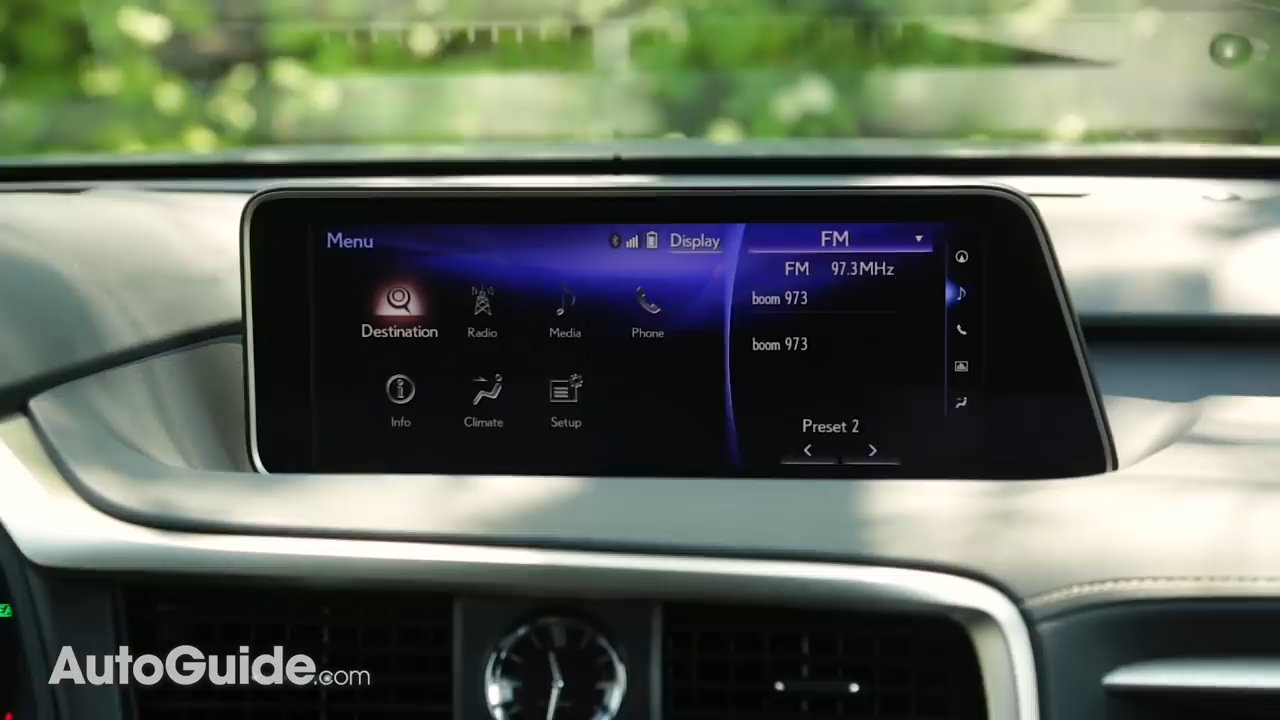 Menu
Display
FM
FM 97.3MHz
boom 973
Destination
Radio
Media
Phone
boom 973
Info
Climate
Setup
Preset 2
AutoGuide.com